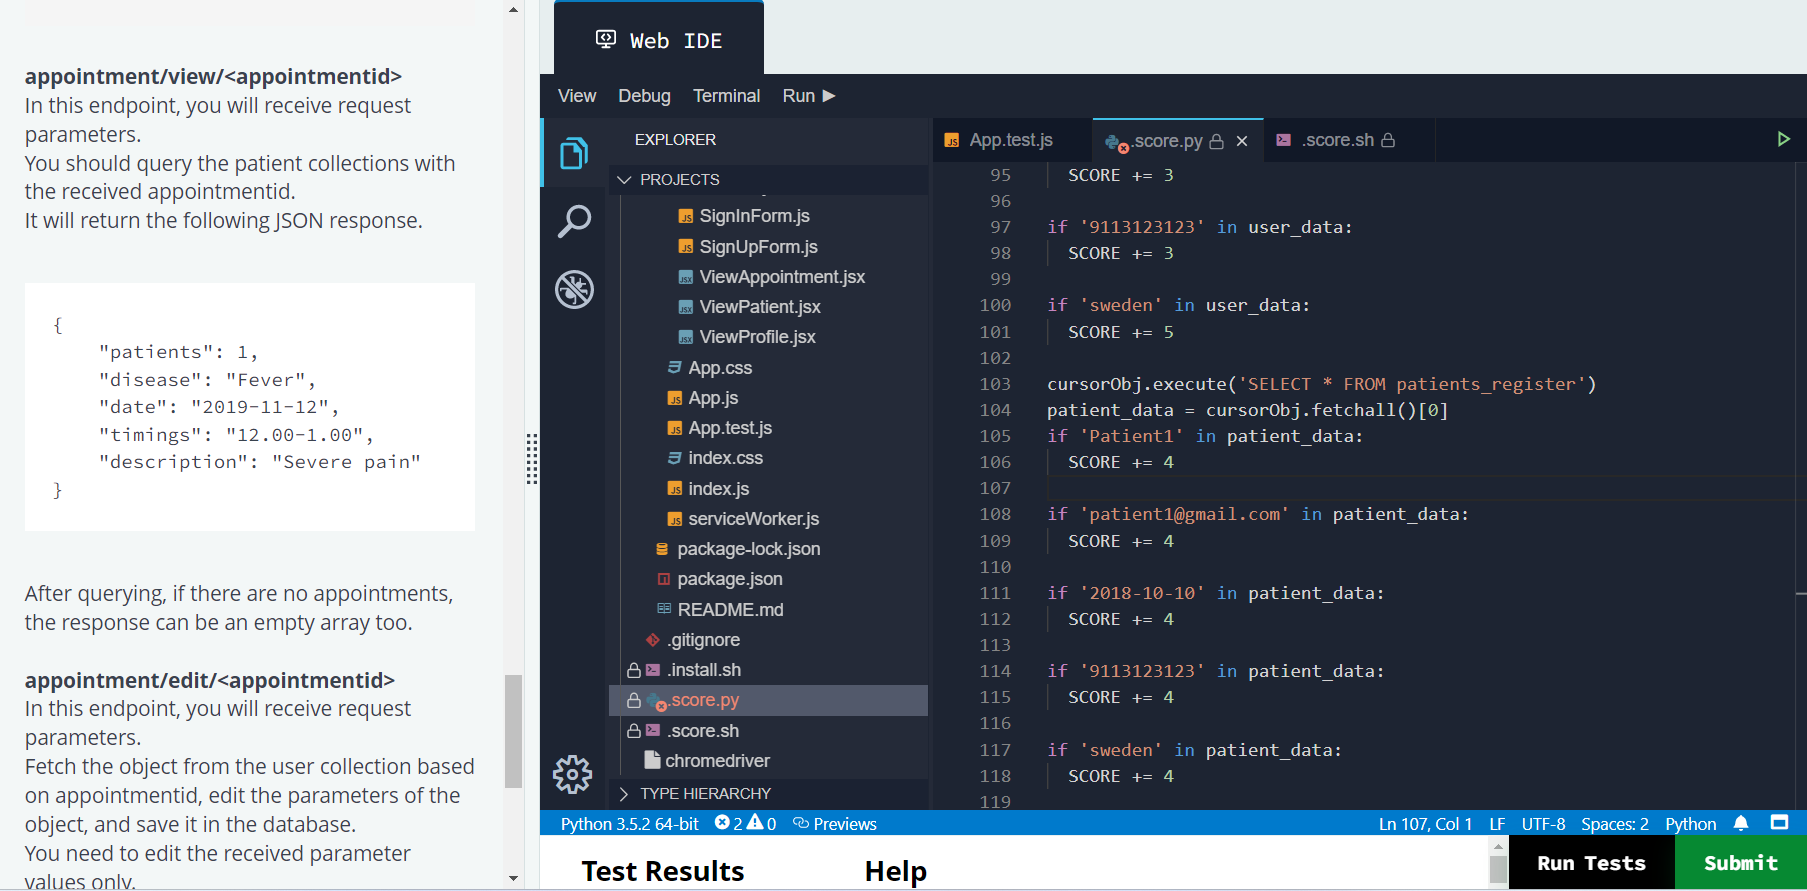 appointment/view/<appointmentid>
In this endpoint, you will receive request
parameters.
You should query the patient collections with
the received appointmentid.
It will return the following JSON response.
{
"patients": 1,
"disease": "Fever",
"date": "2019-11-12",
"timings": "12.00-1.00",
"description": "Severe pain"
}
After querying, if there are no appointments,
the response can be an empty array too.
appointment/edit/<appointmentid>
In this endpoint, you will receive request
parameters.
Fetch the object from the user collection based
on appointmentid, edit the parameters of the
object, and save it in the database.
You need to edit the received parameter
values only.
Web IDE
View Debug Terminal Run
EXPLORER
PROJECTS
SignInForm.js
SignUpForm.js
ViewAppointment.jsx
ViewPatient.jsx
ViewProfile.jsx
App.css
App.js
App.test.js
index.css
index.js
serviceWorker.js
package-lock.json
package.json
README.md
.gitignore
.install.sh
.score.py
.score.sh
chromedriver
TYPE HIERARCHY
App.test.js .score.py .score.sh
95 SCORE += 3
96
97 if '9113123123' in user_data:
98 SCORE += 3
99
100 if 'sweden' in user_data:
101 SCORE += 5
102
103 cursorObj.execute('SELECT * FROM patients_register')
104 patient_data = cursorObj.fetchall()[0]
105 if 'Patient1' in patient_data:
106 SCORE += 4
107
108 if 'patient1@gmail.com' in patient_data:
109 SCORE += 4
110
111 if '2018-10-10' in patient_data:
112 SCORE += 4
113
114 if '9113123123' in patient_data:
115 SCORE += 4
116
117 if 'sweden' in patient_data:
118 SCORE += 4
119
Python 3.5.2 64-bit 2 0 Previews Ln 107, Col 1 LF UTF-8 Spaces: 2 Python
Test Results Help Run Tests Submit